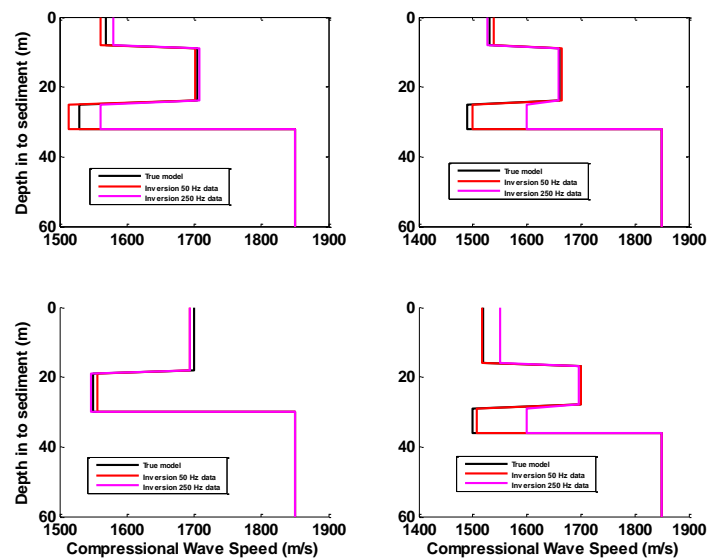 Depth in to sediment (m)
0
20
40
60
1500 1600 1700 1800 1900
True model
Inversion 50 Hz data
Inversion 250 Hz data
0
20
40
60
1400 1500 1600 1700 1800 1900
True model
Inversion 50 Hz data
Inversion 250 Hz data
Depth in to sediment (m)
0
20
40
60
1500 1600 1700 1800 1900
Compressional Wave Speed (m/s)
True model
Inversion 50 Hz data
Inversion 250 Hz data
0
20
40
60
1400 1500 1600 1700 1800 1900
Compressional Wave Speed (m/s)
True model
Inversion 50 Hz data
Inversion 250 Hz data